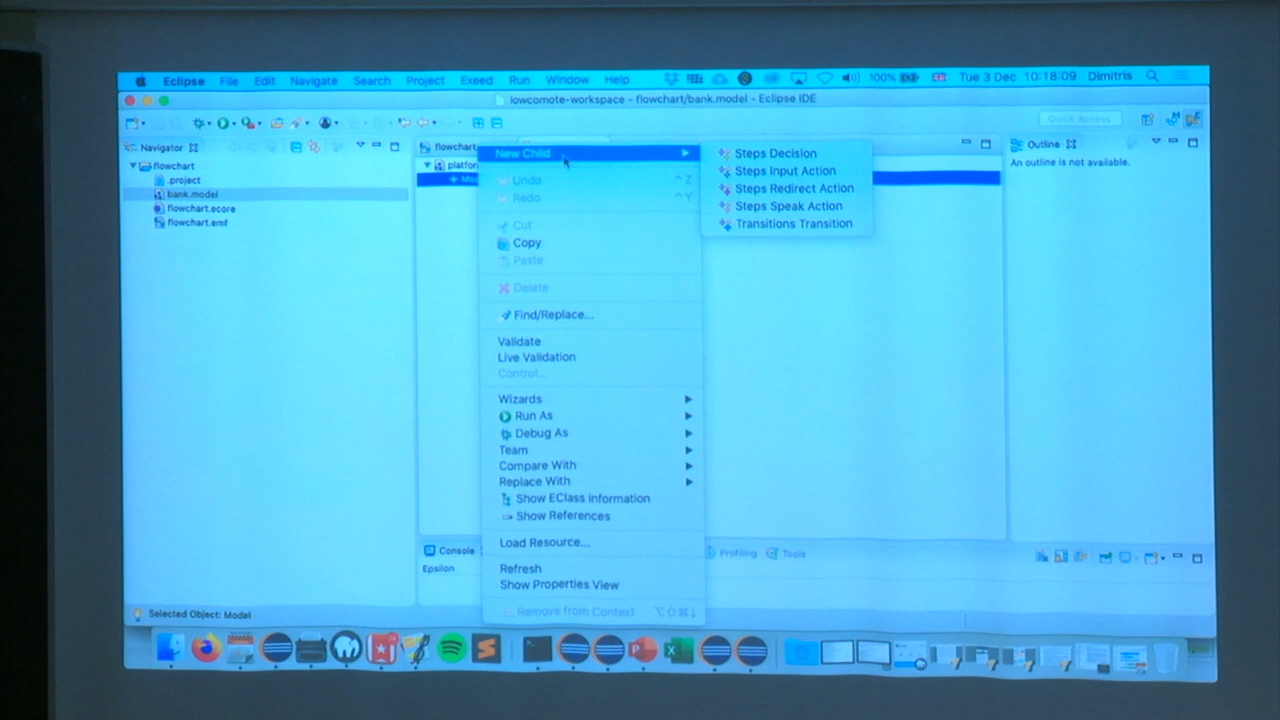 Eclipse File Edit Navigate Search Project Exeed Run Window Help 100% Tue 3 Dec 10:18:09 Dimitris
lowcomote-workspace - flowchart/bank.model - Eclipse IDE
Quick Access
Navigator
flowchart
.project
bank.model
flowchart.ecore
flowchart.emf
flowchart.
platfor
Mod
New Child
Undo ^Z
Redo ^Y
Cut
Copy
Paste
Delete
Find/Replace...
Validate
Live Validation
Control...
Wizards
Run As
Debug As
Team
Compare With
Replace With
Show EClass information
Show References
Load Resource...
Refresh
Show Properties View
Remove from Context
Steps Decision
Steps Input Action
Steps Redirect Action
Steps Speak Action
Transitions Transition
Outline
An outline is not available.
Console
Profiling
Tools
Epsilon
Selected Object: Model